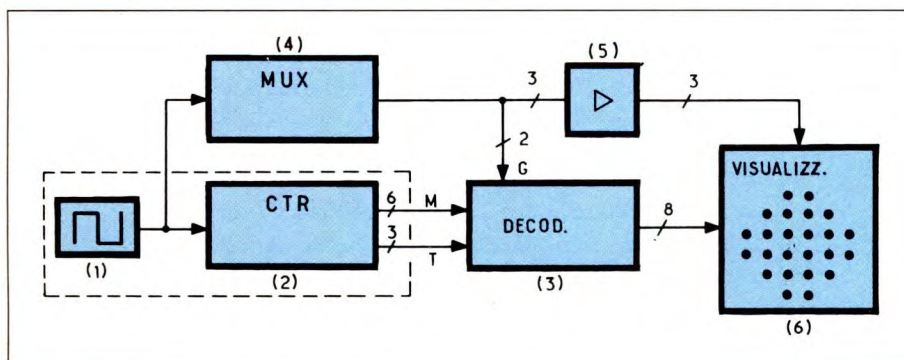 (4)
MUX
(5)
3
3
2
G
VISUALIZZ.
CTR
6
M
DECOD.
8
3
T
(1)
(2)
(3)
(6)